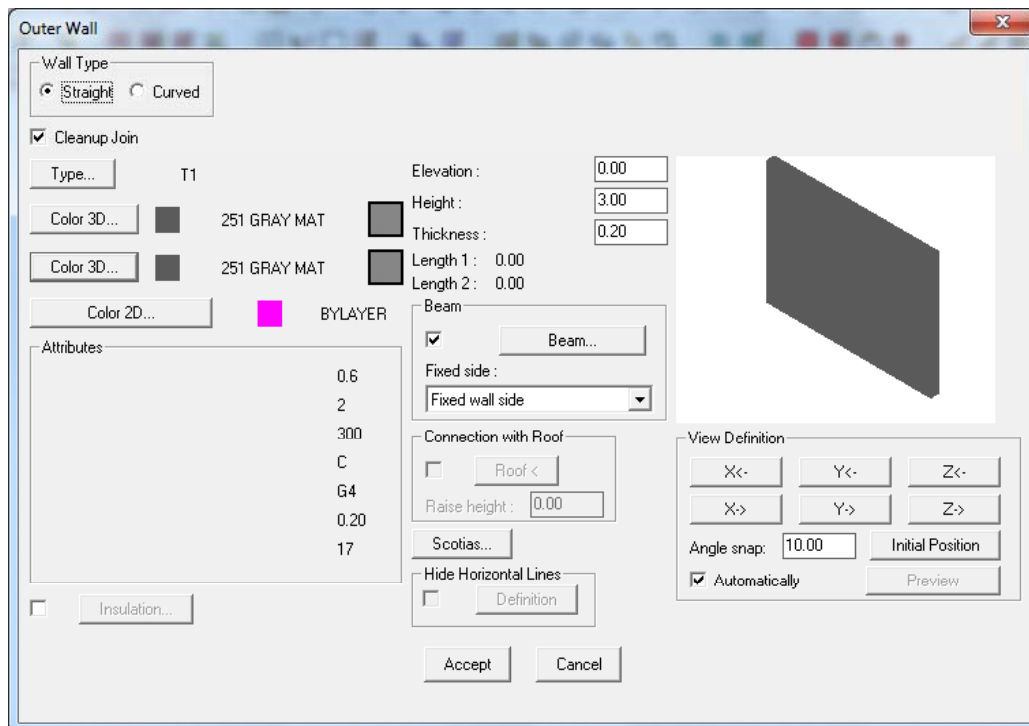 Outer Wall
Wall Type
Straight
Curved
Cleanup Join
Type...
T1
Color 3D...
251 GRAY MAT
Color 3D...
251 GRAY MAT
Color 2D...
BYLAYER
Attributes
0.6
2
300
C
G4
0.20
17
Insulation...
Elevation :
0.00
Height :
3.00
Thickness :
0.20
Length 1 :
0.00
Length 2 :
0.00
Beam
Beam...
Fixed side :
Fixed wall side
Connection with Roof
Roof <
Raise height :
0.00
Scotias...
Hide Horizontal Lines
Definition
View Definition
X<-
Y<-
Z<-
X->
Y->
Z->
Angle snap:
10.00
Initial Position
Automatically
Preview
Accept
Cancel